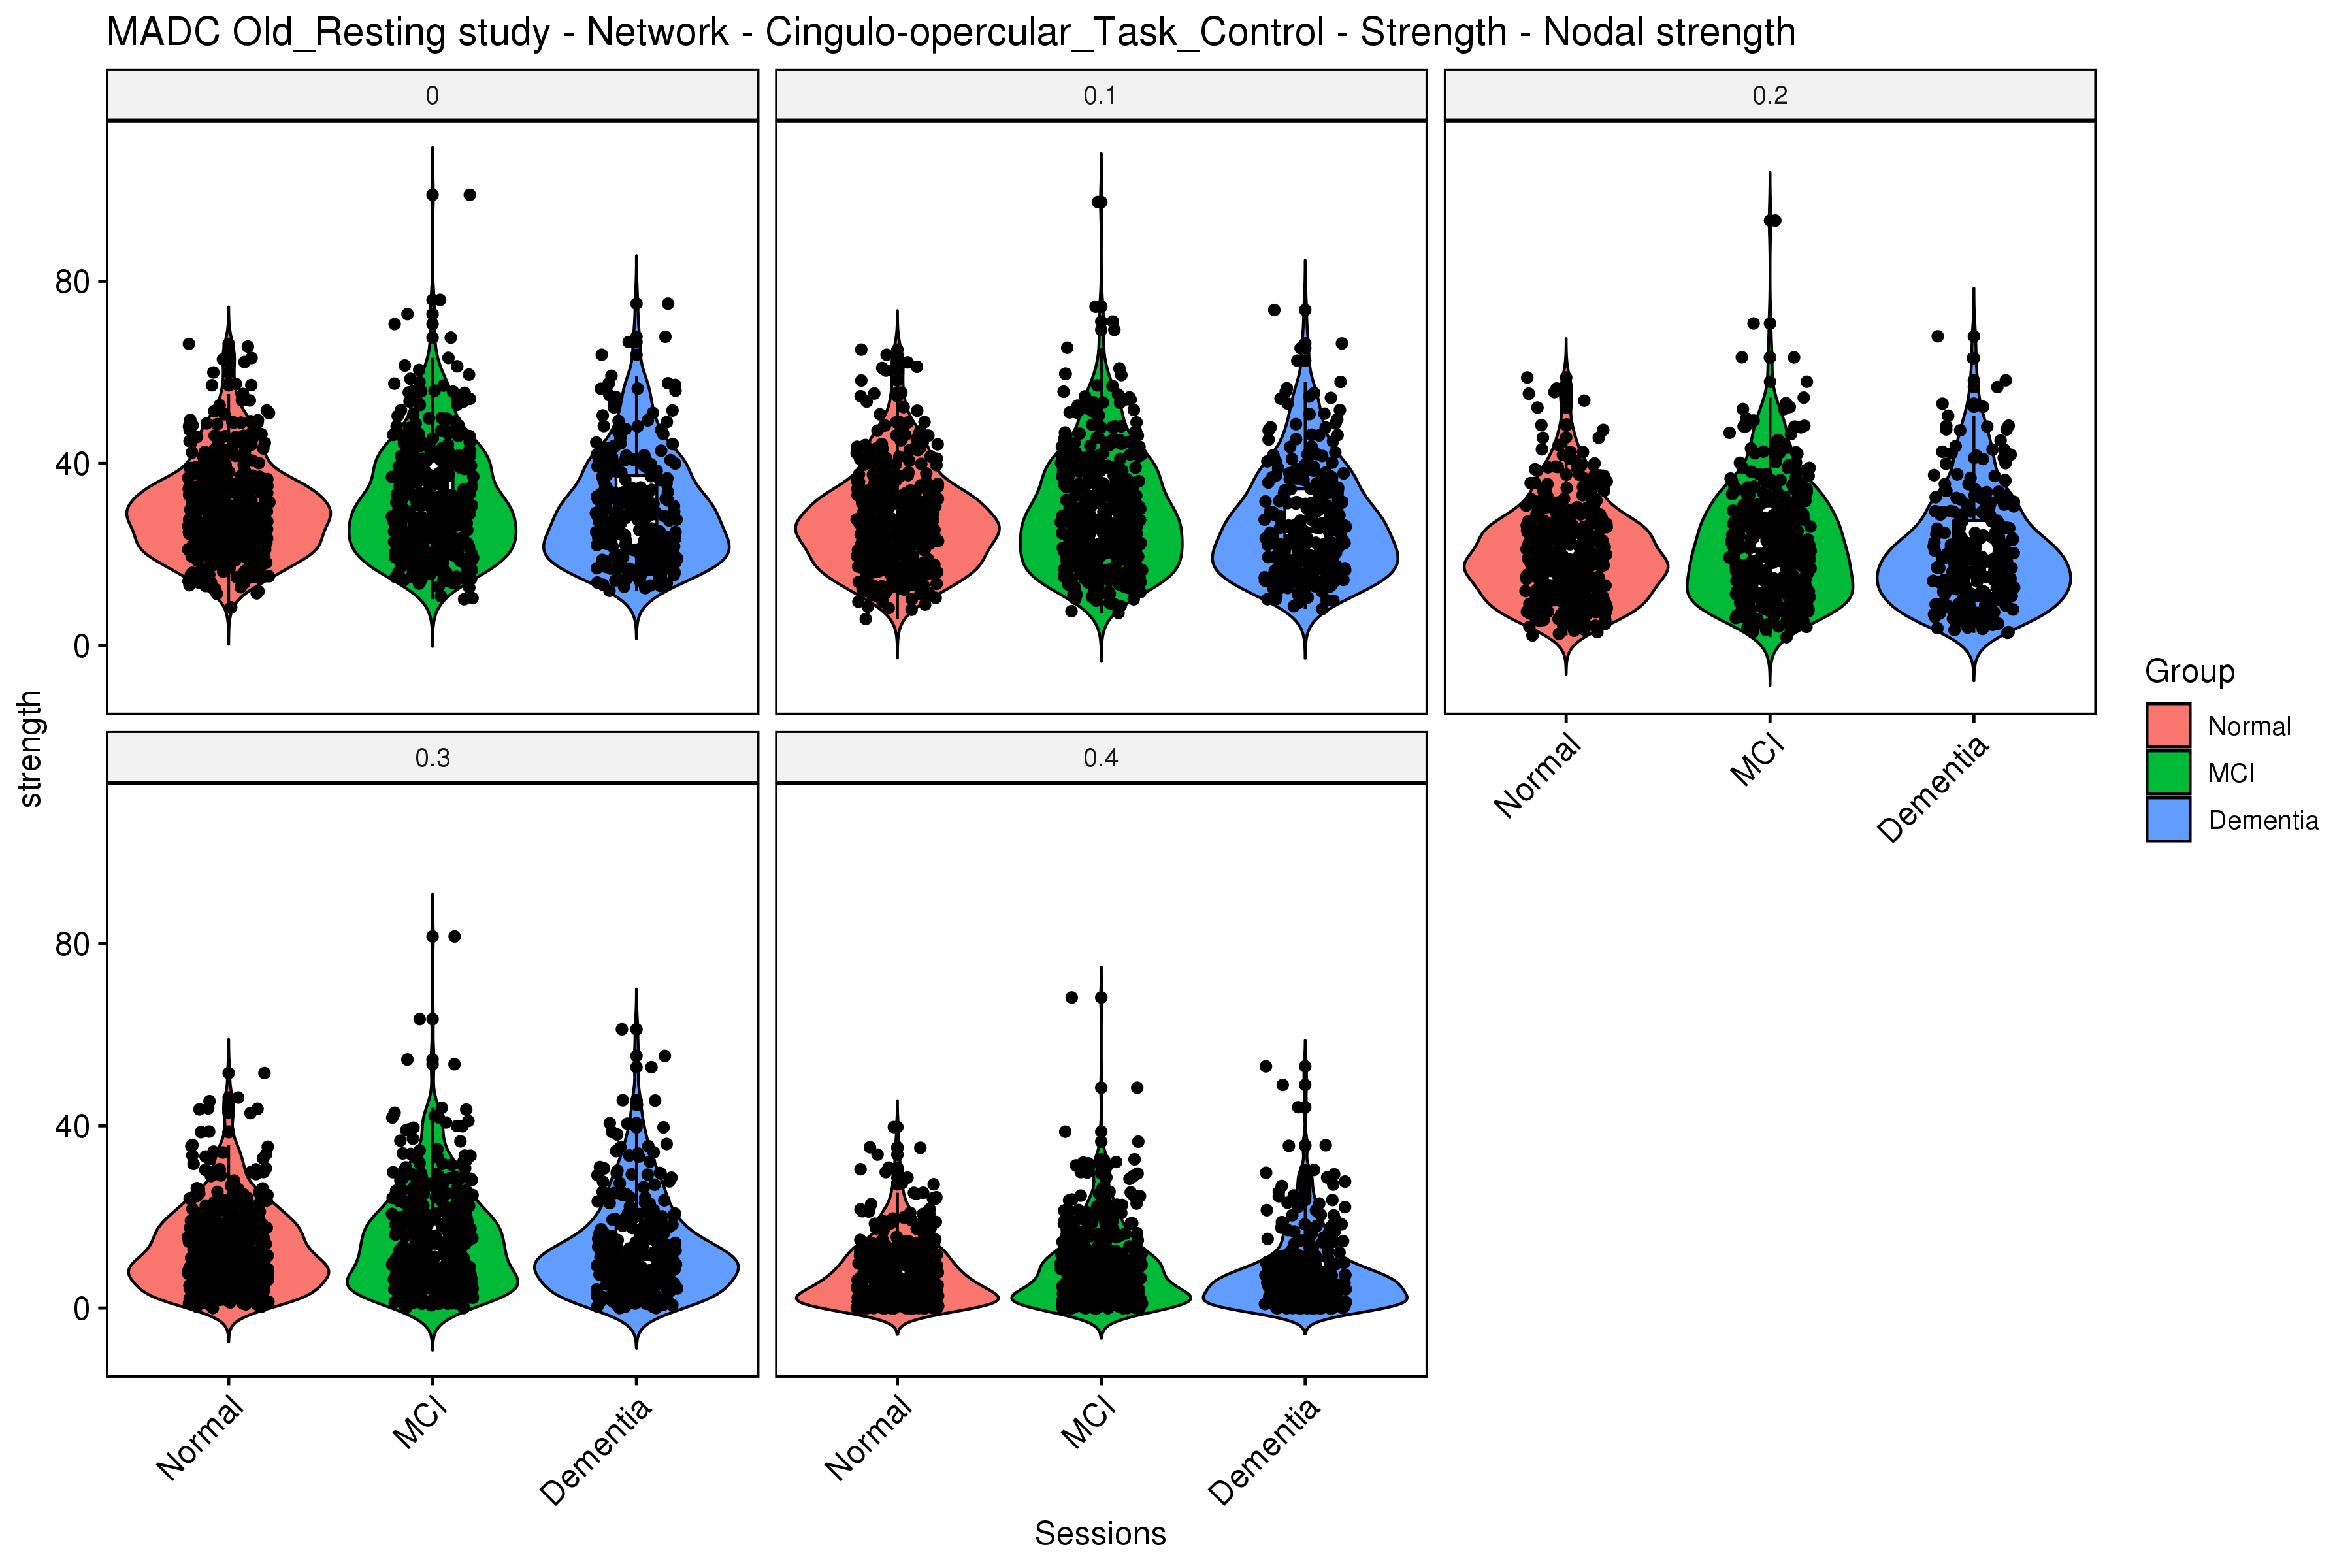 MADC Old_Resting study - Network - Cingulo-opercular_Task_Control - Strength - Nodal strength
0
0.1
0.2
80
40
0
strength
Normal
MCI
Dementia
Group
Normal
MCI
Dementia
0.3
0.4
80
40
0
Normal
MCI
Dementia
Normal
MCI
Dementia
Sessions